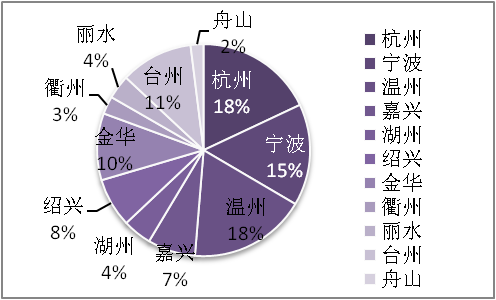 舟山
2%
杭州
18%
宁波
15%
温州
18%
嘉兴
7%
湖州
4%
绍兴
8%
金华
10%
衢州
3%
丽水
4%
台州
11%
杭州
宁波
温州
嘉兴
湖州
绍兴
金华
衢州
丽水
台州
舟山